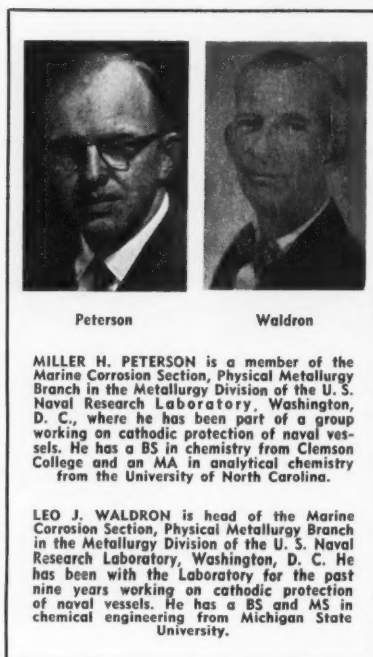 Peterson Waldron
MILLER H. PETERSON is a member of the
Marine Corrosion Section, Physical Metallurgy
Branch in the Metallurgy Division of the U. S.
Naval Research Laboratory, Washington,
D. C., where he has been part of a group
working on cathodic protection of naval ves-
sels. He has a BS in chemistry from Clemson
College and an MA in analytical chemistry
from the University of North Carolina.
LEO J. WALDRON is head of the Marine
Corrosion Section, Physical Metallurgy Branch
in the Metallurgy Division of the U. S. Naval
Research Laboratory, Washington, D. C. He
has been with the Laboratory for the past
nine years working on cathodic protection
of naval vessels. He has a BS and MS in
chemical engineering from Michigan State
University.